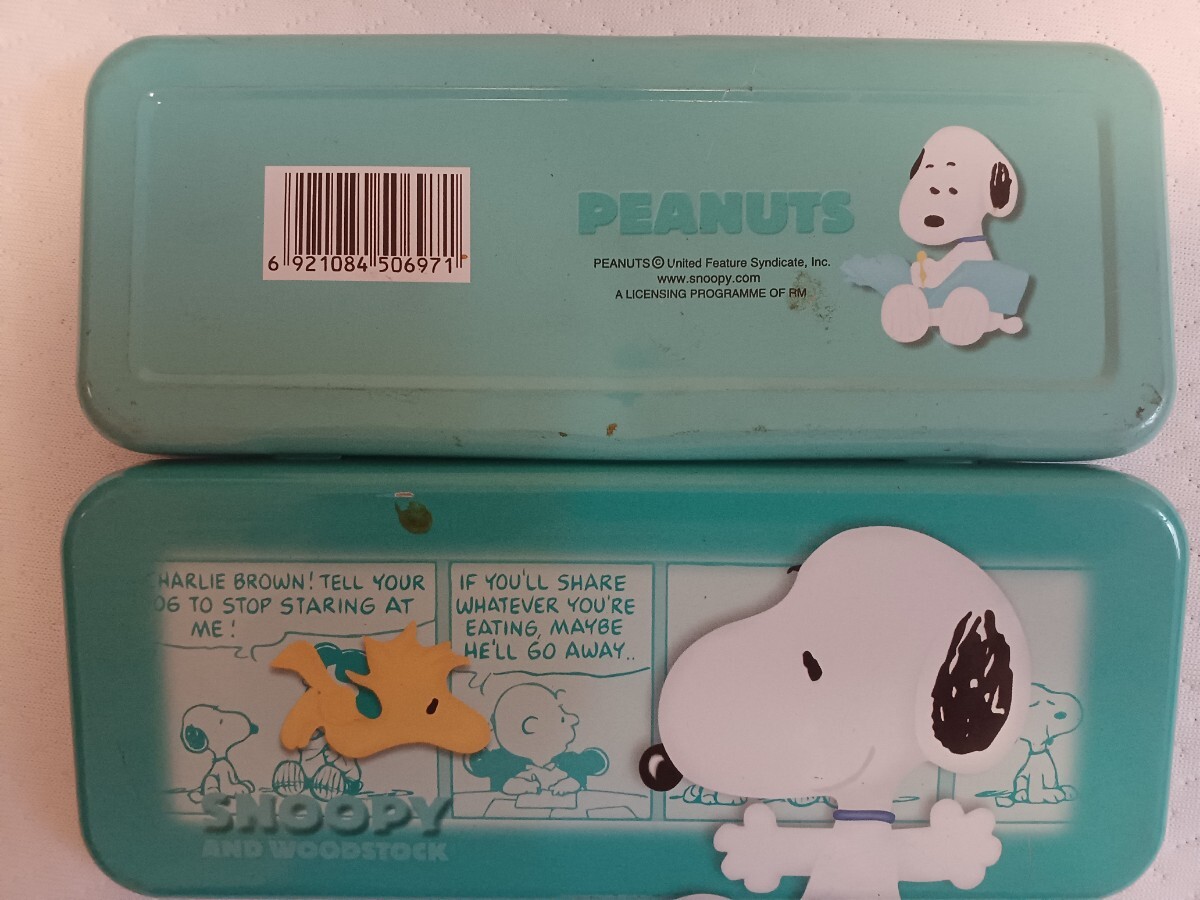 6 921084 506971
PEANUTS
PEANUTS © United Feature Syndicate, Inc.
www.snoopy.com
A LICENSING PROGRAMME OF RM
HARLIE BROWN! TELL YOUR
OG TO STOP STARING AT
ME!
IF YOU'LL SHARE
WHATEVER YOU'RE
EATING, MAYBE
HE'LL GO AWAY..
SNOOPY
AND WOODSTOCK